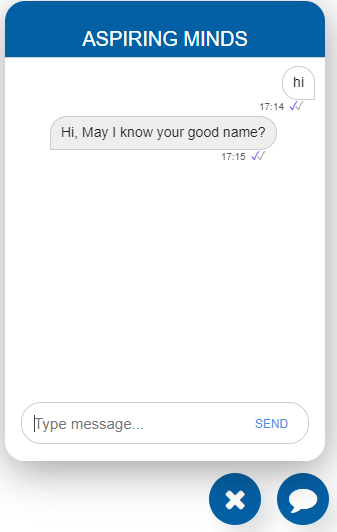 ASPIRING MINDS
hi
17:14
Hi, May I know your good name?
17:15
Type message...
SEND